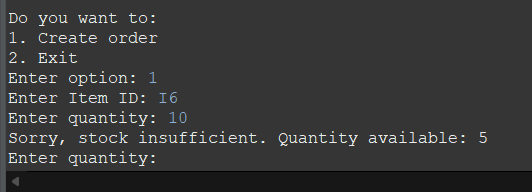 Do you want to:
1. Create order
2. Exit
Enter option: 1
Enter Item ID: I6
Enter quantity: 10
Sorry, stock insufficient. Quantity available: 5
Enter quantity: